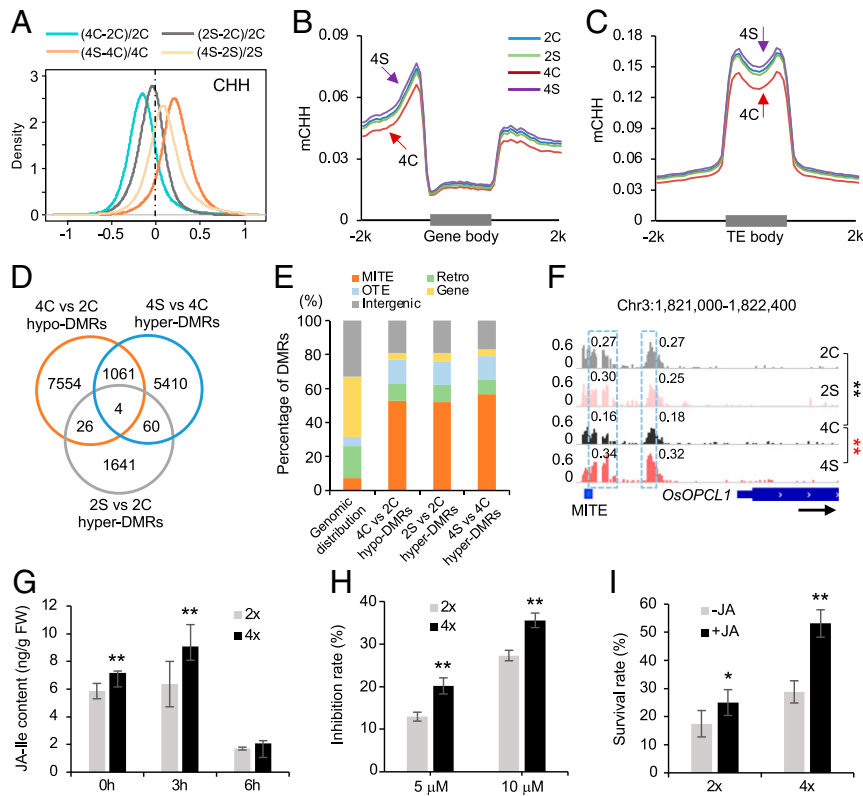 A
(4C-2C)/2C
(2S-2C)/2C
(4S-4C)/4C
(4S-2S)/2S
CHH
Density
3
2
1
0
-1
-0.5
0
0.5
1
B
mCHH
0.09
0.06
0.03
0
4S
4C
2C
2S
4C
4S
-2k
Gene body
2k
C
mCHH
0.18
0.15
0.12
0.09
0.06
0.03
0
4S
4C
-2k
TE body
2k
D
4C vs 2C
hypo-DMRs
4S vs 4C
hyper-DMRs
7554
1061
5410
4
26
60
1641
2S vs 2C
hyper-DMRs
E
MITE
Retro
OTE
Gene
Intergenic
(%)
Percentage of DMRs
100
80
60
40
20
0
Genomic
distribution
4C vs 2C
hypo-DMRs
2S vs 2C
hyper-DMRs
4S vs 4C
hyper-DMRs
F
Chr3:1,821,000-1,822,400
0.6
0
0.27
0.27
2C
0.6
0
0.30
0.25
2S
0.6
0
0.16
0.18
4C
0.6
0
0.34
0.32
4S
**
**
MITE
OsOPCL1
G
JA-Ile content (ng/g FW)
12
10
8
6
4
2
0
2x
4x
**
**
0h
3h
6h
H
Inhibition rate (%)
40
30
20
10
0
2x
4x
**
**
5 μM
10 μM
I
Survival rate (%)
60
50
40
30
20
10
0
-JA
+JA
*
**
2x
4x